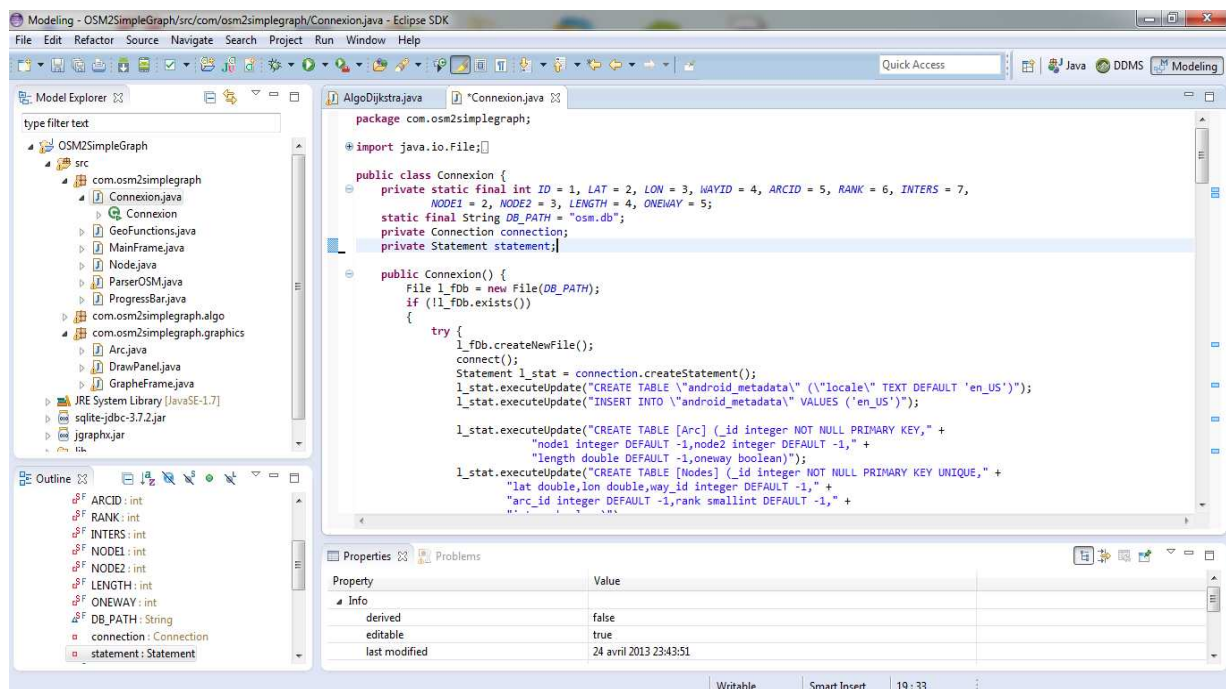 Modeling - OSM2SimpleGraph/src/com/osm2simplegraph/Connexion.java - Eclipse SDK
File Edit Refactor Source Navigate Search Project Run Window Help
Quick Access
Java
DDMS
Modeling
Model Explorer
type filter text
OSM2SimpleGraph
src
com.osm2simplegraph
Connexion.java
Connexion
GeoFunctions.java
MainFrame.java
Node.java
ParserOSM.java
ProgressBar.java
com.osm2simplegraph.algo
com.osm2simplegraph.graphics
Arc.java
DrawPanel.java
GrapheFrame.java
JRE System Library [JavaSE-1.7]
sqlite-jdbc-3.7.2.jar
jgraphx.jar
Outline
ARCID : int
RANK : int
INTERS : int
NODE1 : int
NODE2 : int
LENGTH : int
ONEWAY : int
DB_PATH : String
connection : Connection
statement : Statement
AlgoDijkstra.java
*Connexion.java
package com.osm2simplegraph;
import java.io.File;
public class Connexion {
private static final int ID = 1, LAT = 2, LON = 3, WAYID = 4, ARCID = 5, RANK = 6, INTERS = 7,
NODE1 = 2, NODE2 = 3, LENGTH = 4, ONEWAY = 5;
static final String DB_PATH = "osm.db";
private Connection connection;
private Statement statement;
public Connexion() {
File l_fDb = new File(DB_PATH);
if (!l_fDb.exists())
{
try {
l_fDb.createNewFile();
connect();
Statement l_stat = connection.createStatement();
l_stat.executeUpdate("CREATE TABLE \"android_metadata\" (\"locale\" TEXT DEFAULT 'en_US')");
l_stat.executeUpdate("INSERT INTO \"android_metadata\" VALUES ('en_US')");
l_stat.executeUpdate("CREATE TABLE [Arc] (_id integer NOT NULL PRIMARY KEY," +
"node1 integer DEFAULT -1,node2 integer DEFAULT -1," +
"length double DEFAULT -1,oneway boolean)");
l_stat.executeUpdate("CREATE TABLE [Nodes] (_id integer NOT NULL PRIMARY KEY UNIQUE," +
"lat double,lon double,way_id integer DEFAULT -1," +
"arc_id integer DEFAULT -1,rank smallint DEFAULT -1," +
Properties
Problems
Property Value
Info
derived false
editable true
last modified 24 avril 2013 23:43:51
Writable Smart Insert 19 : 33